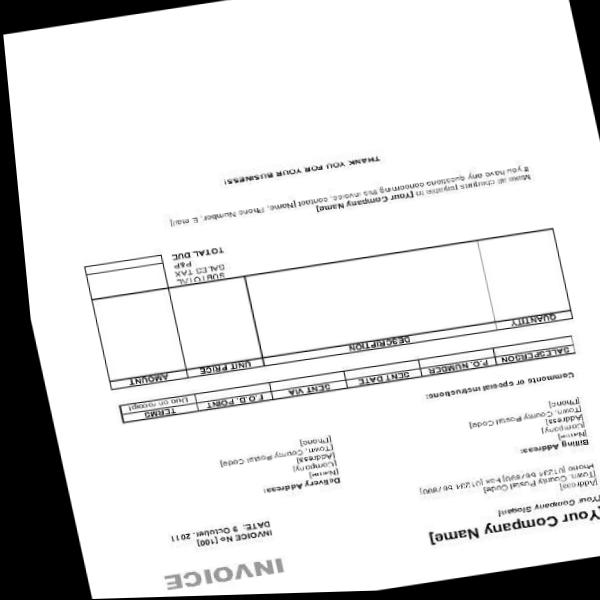 INVOICE
[Your Company Name]
[Your Company Slogan]
INVOICE No [100]
DATE: 9 October, 2011
[Address]
[Town, County Postal Code]
Phone [01234 567890] Fax [01234 567890]
Billing Address:
[Name]
[Company]
[Address]
[Town, County Postal Code]
[Phone]
Delivery Address:
[Name]
[Company]
[Address]
[Town, County Postal Code]
[Phone]
Comments or special instructions:
SALESPERSON P.O. NUMBER SENT DATE SENT VIA F.O.B. POINT TERMS
Due on receipt
QUANTITY DESCRIPTION UNIT PRICE AMOUNT
SUBTOTAL
SALES TAX
P&P
TOTAL DUE
Make all cheques payable to [Your Company Name]
If you have any questions concerning this invoice, contact [Name, Phone Number, E mail]
THANK YOU FOR YOUR BUSINESS!